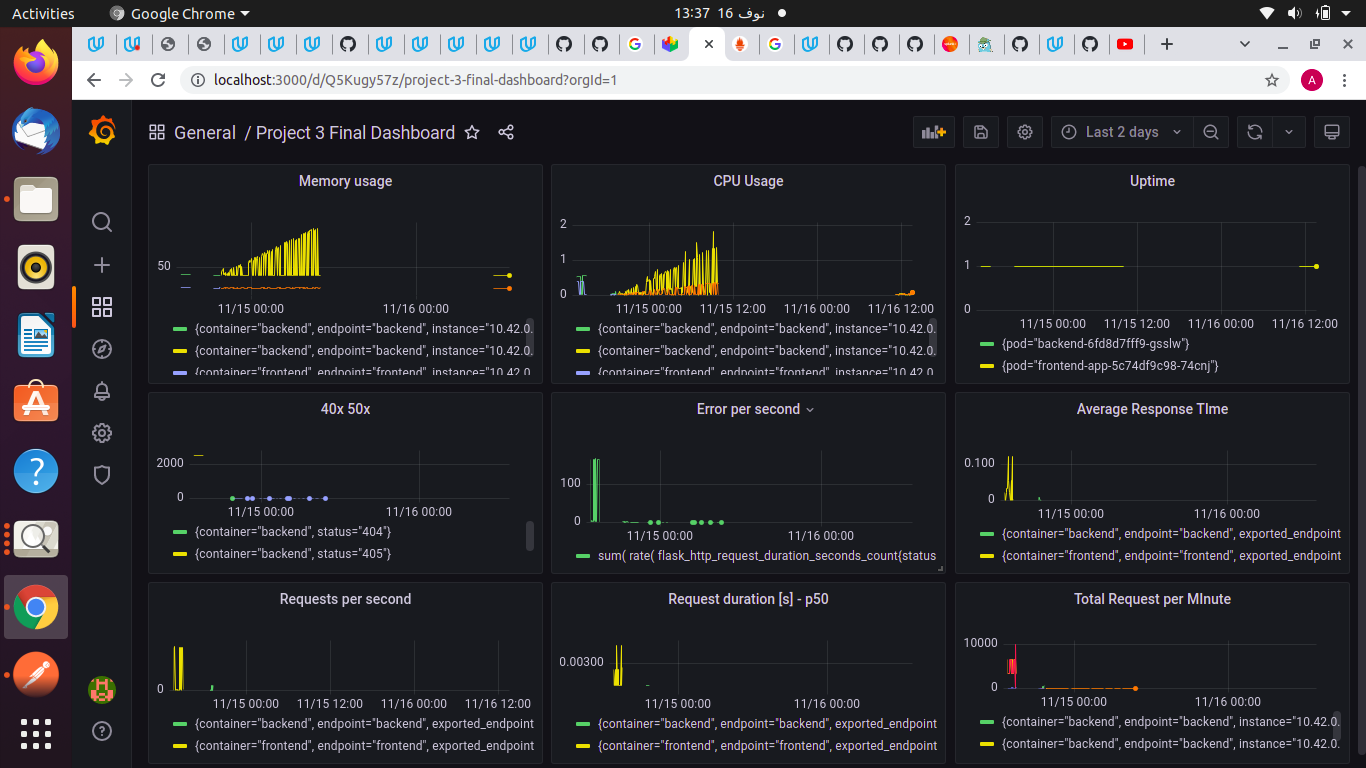 Activities
Google Chrome
13:37 16 نوف
localhost:3000/d/Q5Kugy57z/project-3-final-dashboard?orgId=1
A
General / Project 3 Final Dashboard
Last 2 days
Memory usage
50
11/15 00:00 11/16 00:00
{container="backend", endpoint="backend", instance="10.42.0.
{container="backend", endpoint="backend", instance="10.42.0.
{container="frontend", endpoint="frontend", instance="10.42.0
CPU Usage
2
1
0
11/15 00:00 11/15 12:00 11/16 00:00 11/16 12:00
{container="backend", endpoint="backend", instance="10.42.0.
{container="backend", endpoint="backend", instance="10.42.0.
{container="frontend", endpoint="frontend", instance="10.42.0
Uptime
2
1
0
11/15 00:00 11/15 12:00 11/16 00:00 11/16 12:00
{pod="backend-6fd8d7fff9-gsslw"}
{pod="frontend-app-5c74df9c98-74cnj"}
40x 50x
2000
0
11/15 00:00 11/16 00:00
{container="backend", status="404"}
{container="backend", status="405"}
Error per second
100
0
11/15 00:00 11/16 00:00
sum( rate( flask_http_request_duration_seconds_count{status
Average Response TIme
0.100
0
11/15 00:00 11/16 00:00
{container="backend", endpoint="backend", exported_endpoint
{container="frontend", endpoint="frontend", exported_endpoint
Requests per second
0
11/15 00:00 11/15 12:00 11/16 00:00 11/16 12:00
{container="backend", endpoint="backend", exported_endpoint
{container="frontend", endpoint="frontend", exported_endpoint
Request duration [s] - p50
0.00300
11/15 00:00 11/16 00:00
{container="backend", endpoint="backend", exported_endpoint
{container="frontend", endpoint="frontend", exported_endpoint
Total Request per MInute
10000
0
11/15 00:00 11/16 00:00
{container="backend", endpoint="backend", instance="10.42.0.
{container="backend", endpoint="backend", instance="10.42.0.